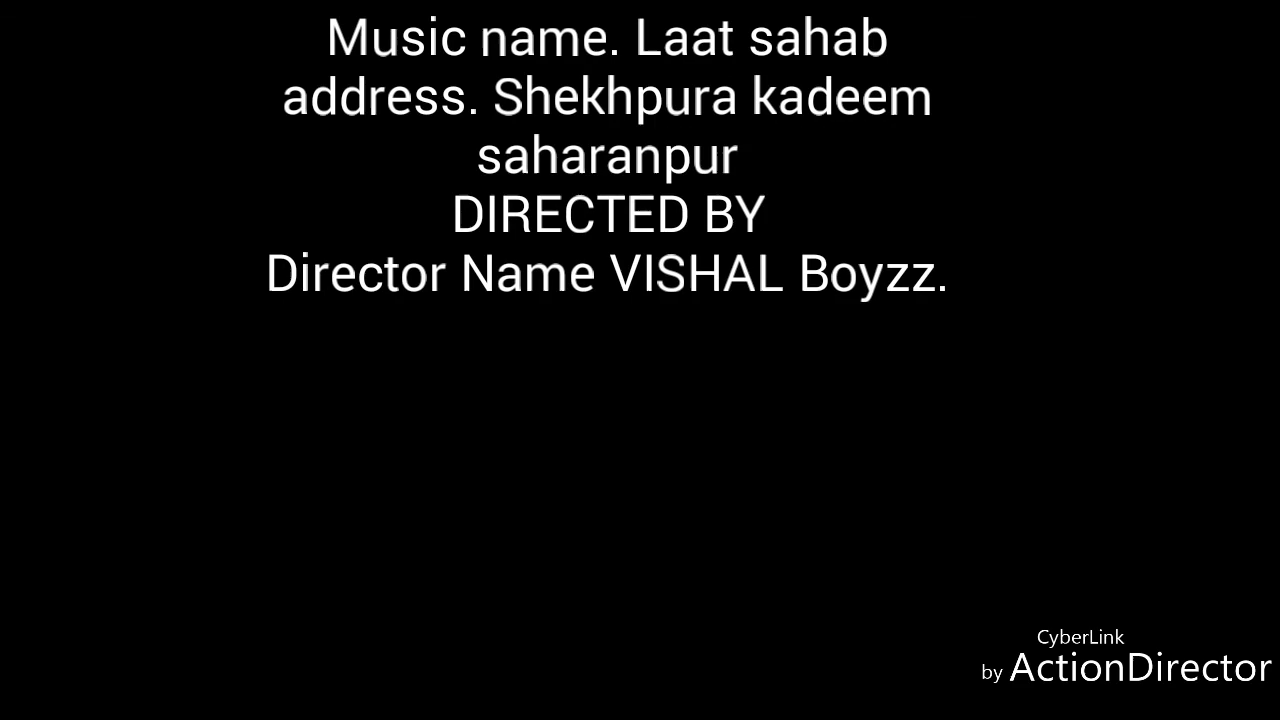 Music name. Laat sahab
address. Shekhpura kadeem
saharanpur
DIRECTED BY
Director Name VISHAL Boyzz.
CyberLink
by ActionDirector